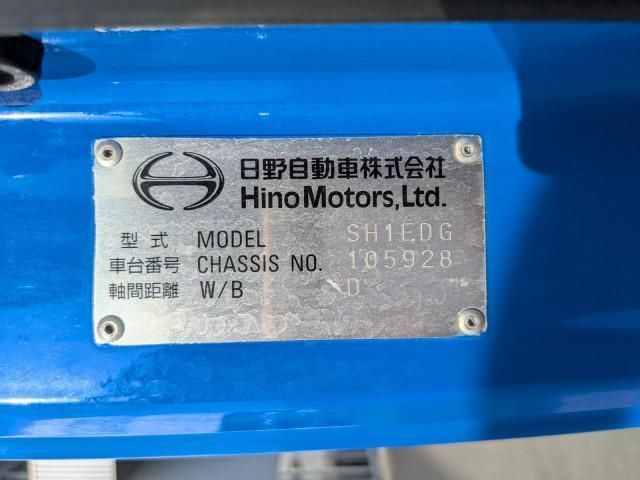 日野自動車株式会社
Hino Motors, Ltd.
型式 MODEL SH1EDG
車台番号 CHASSIS NO. 105928
軸間距離 W/B D